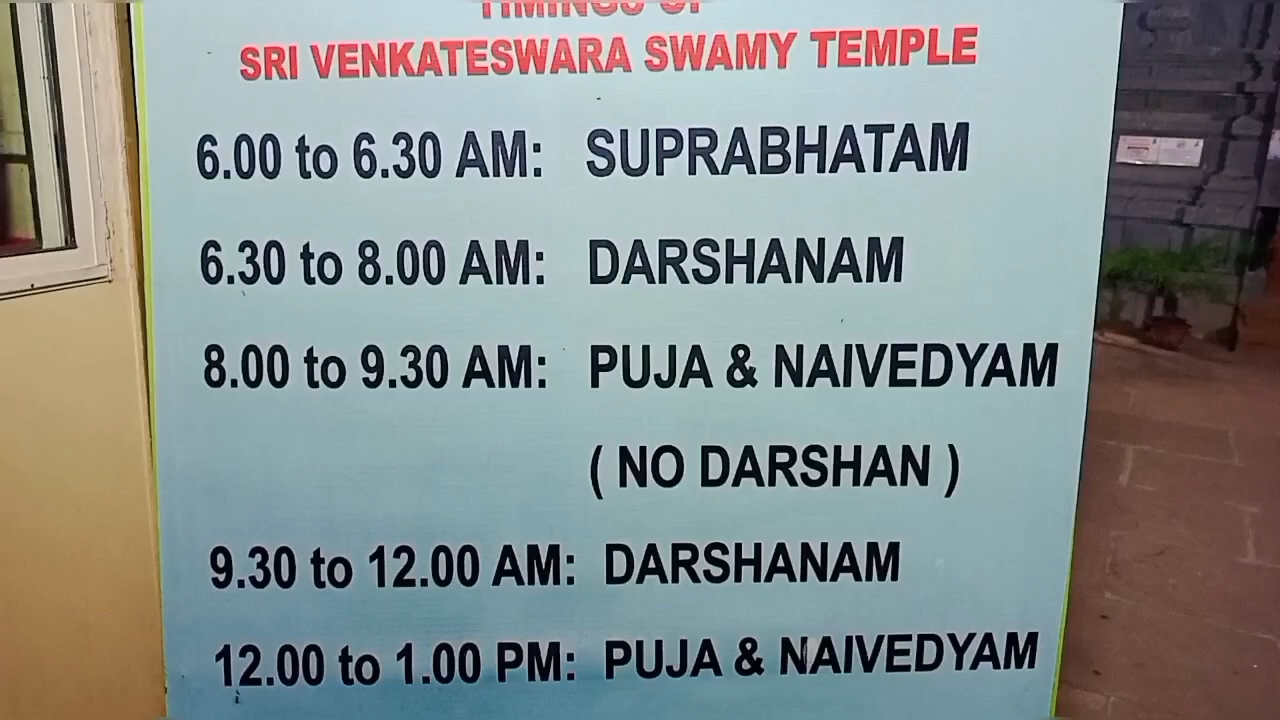 TIMINGS OF
SRI VENKATESWARA SWAMY TEMPLE
6.00 to 6.30 AM: SUPRABHATAM
6.30 to 8.00 AM: DARSHANAM
8.00 to 9.30 AM: PUJA & NAIVEDYAM
( NO DARSHAN )
9.30 to 12.00 AM: DARSHANAM
12.00 to 1.00 PM: PUJA & NAIVEDYAM